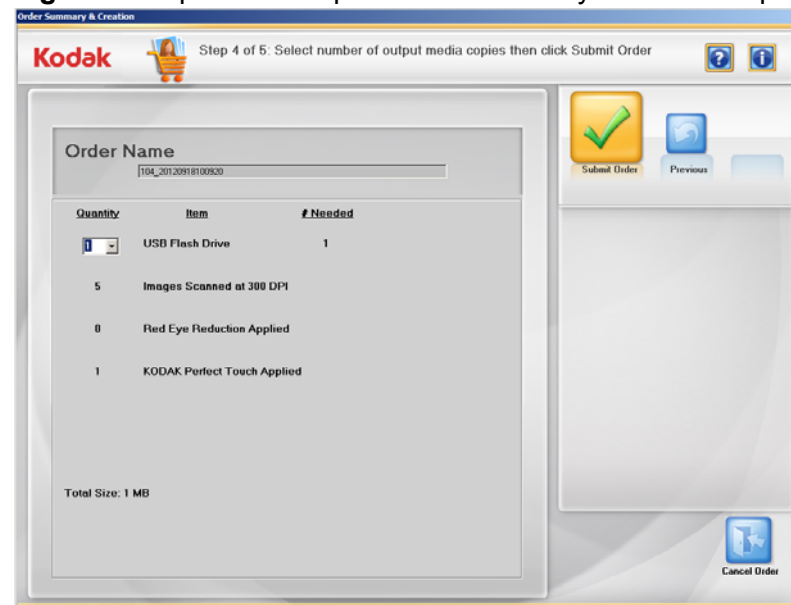 Order Summary & Creation
Kodak
Step 4 of 5: Select number of output media copies then click Submit Order
Submit Order
Previous
Order Name
104_20120918100920
Quantity Item # Needed
1 USB Flash Drive 1
5 Images Scanned at 300 DPI
0 Red Eye Reduction Applied
1 KODAK Perfect Touch Applied
Total Size: 1 MB
Cancel Order